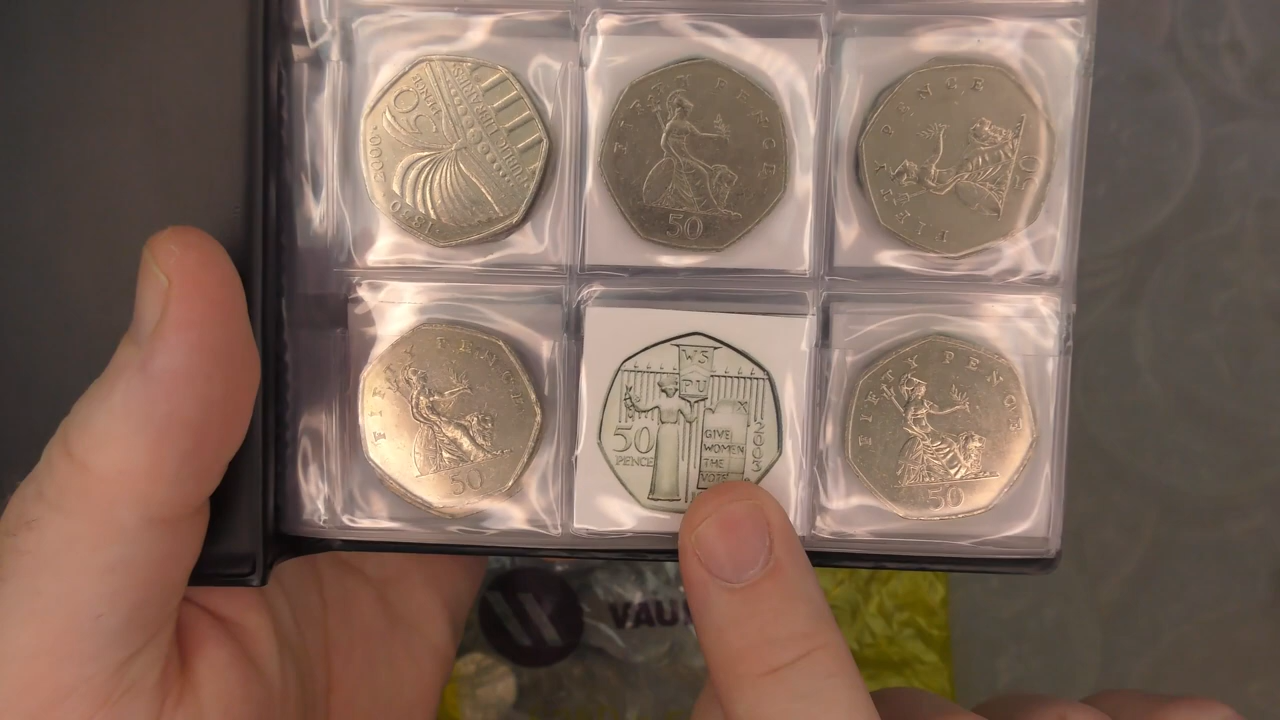 50
PENCE
PUBLIC LIBRARIES
1850 · 2000
FIFTY PENCE
50
FIFTY PENCE
50
FIFTY PENCE
50
WS
PU
50
PENCE
GIVE
WOMEN
THE
VOTE
2003
FIFTY PENCE
50